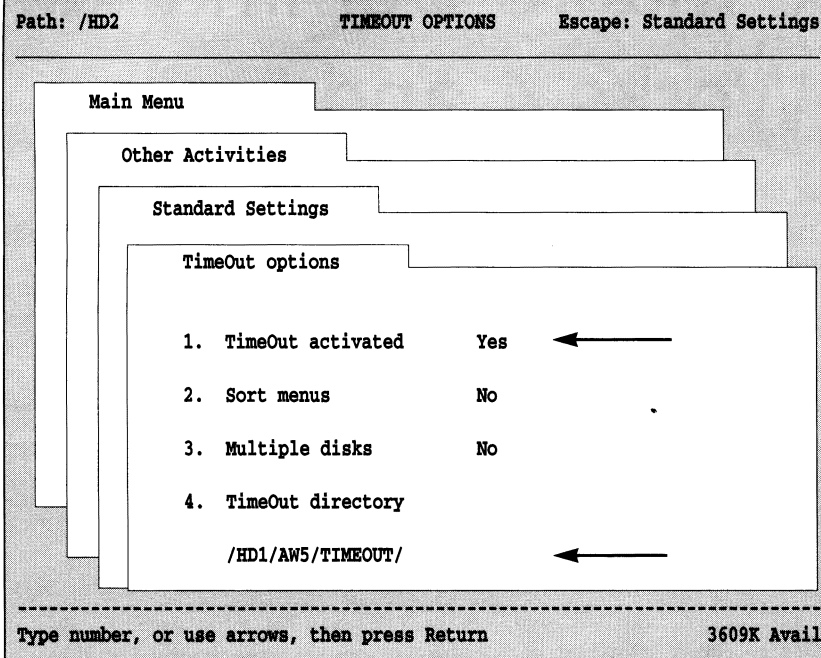 Path: /HD2 TIMEOUT OPTIONS Escape: Standard Settings
Main Menu
Other Activities
Standard Settings
TimeOut options
1. TimeOut activated Yes
2. Sort menus No
3. Multiple disks No
4. TimeOut directory
/HD1/AW5/TIMEOUT/
Type number, or use arrows, then press Return 3609K Avail